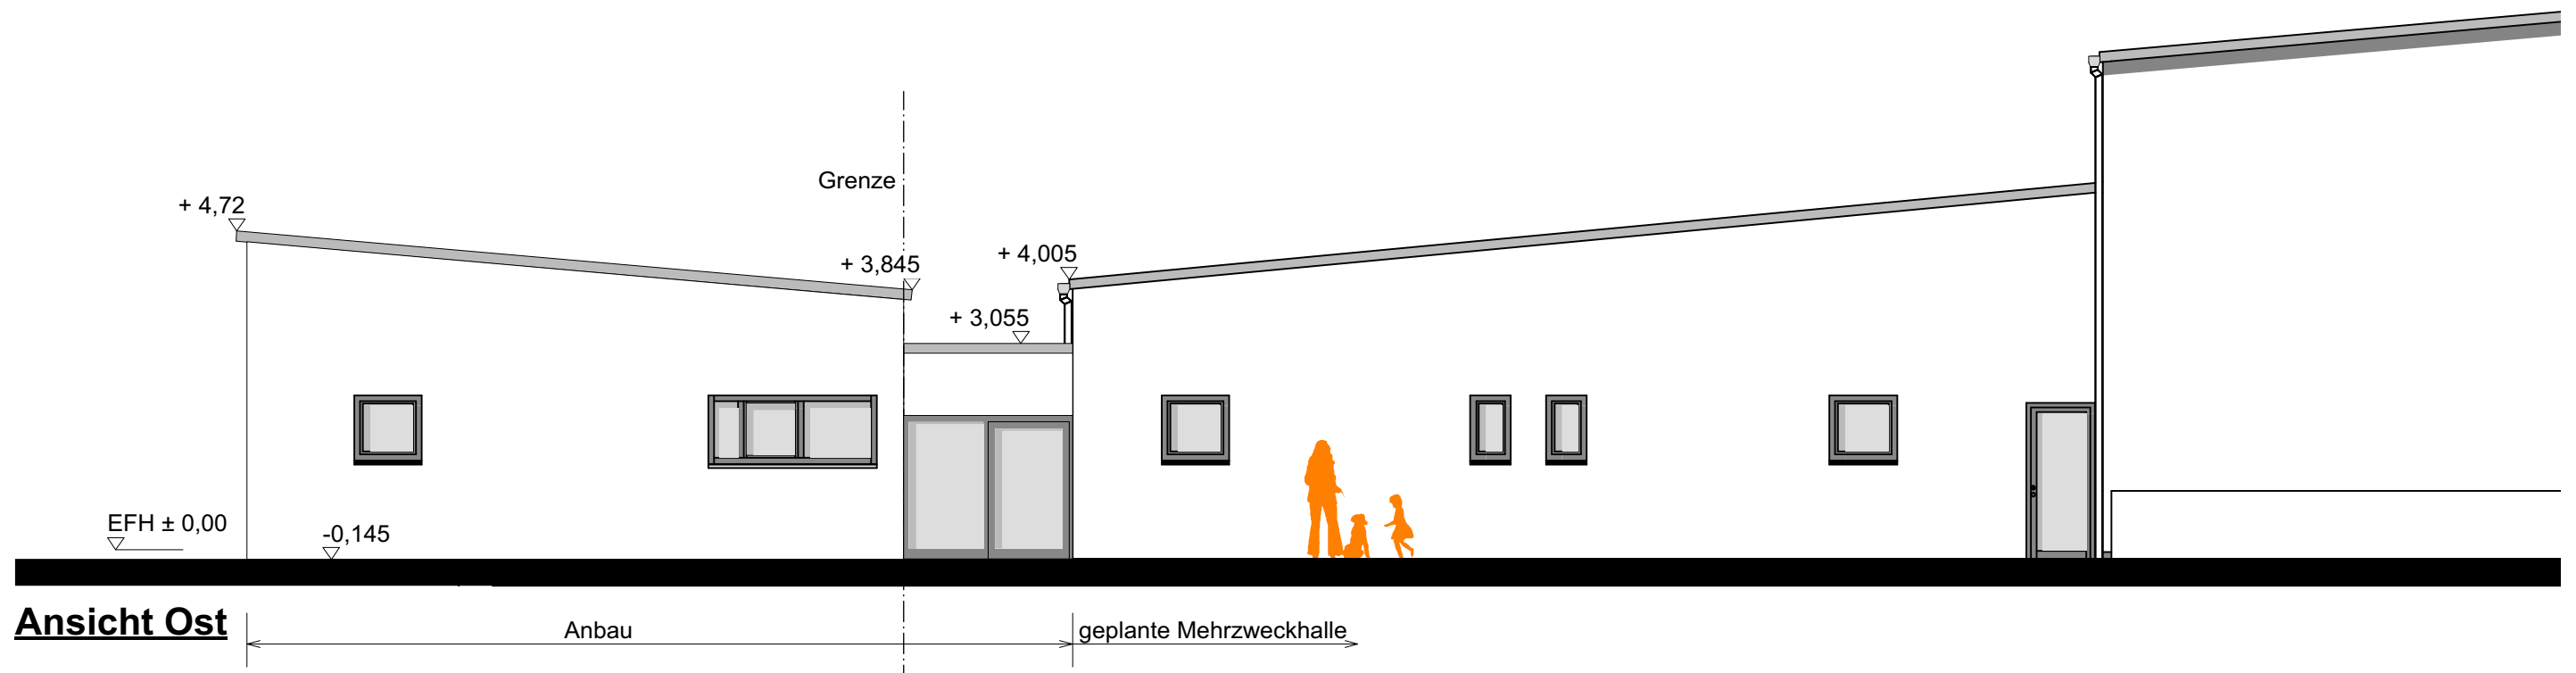 Grenze
+ 4,72
+ 3,845
+ 4,005
+ 3,055
EFH ± 0,00
-0,145
Ansicht Ost
Anbau
geplante Mehrzweckhalle